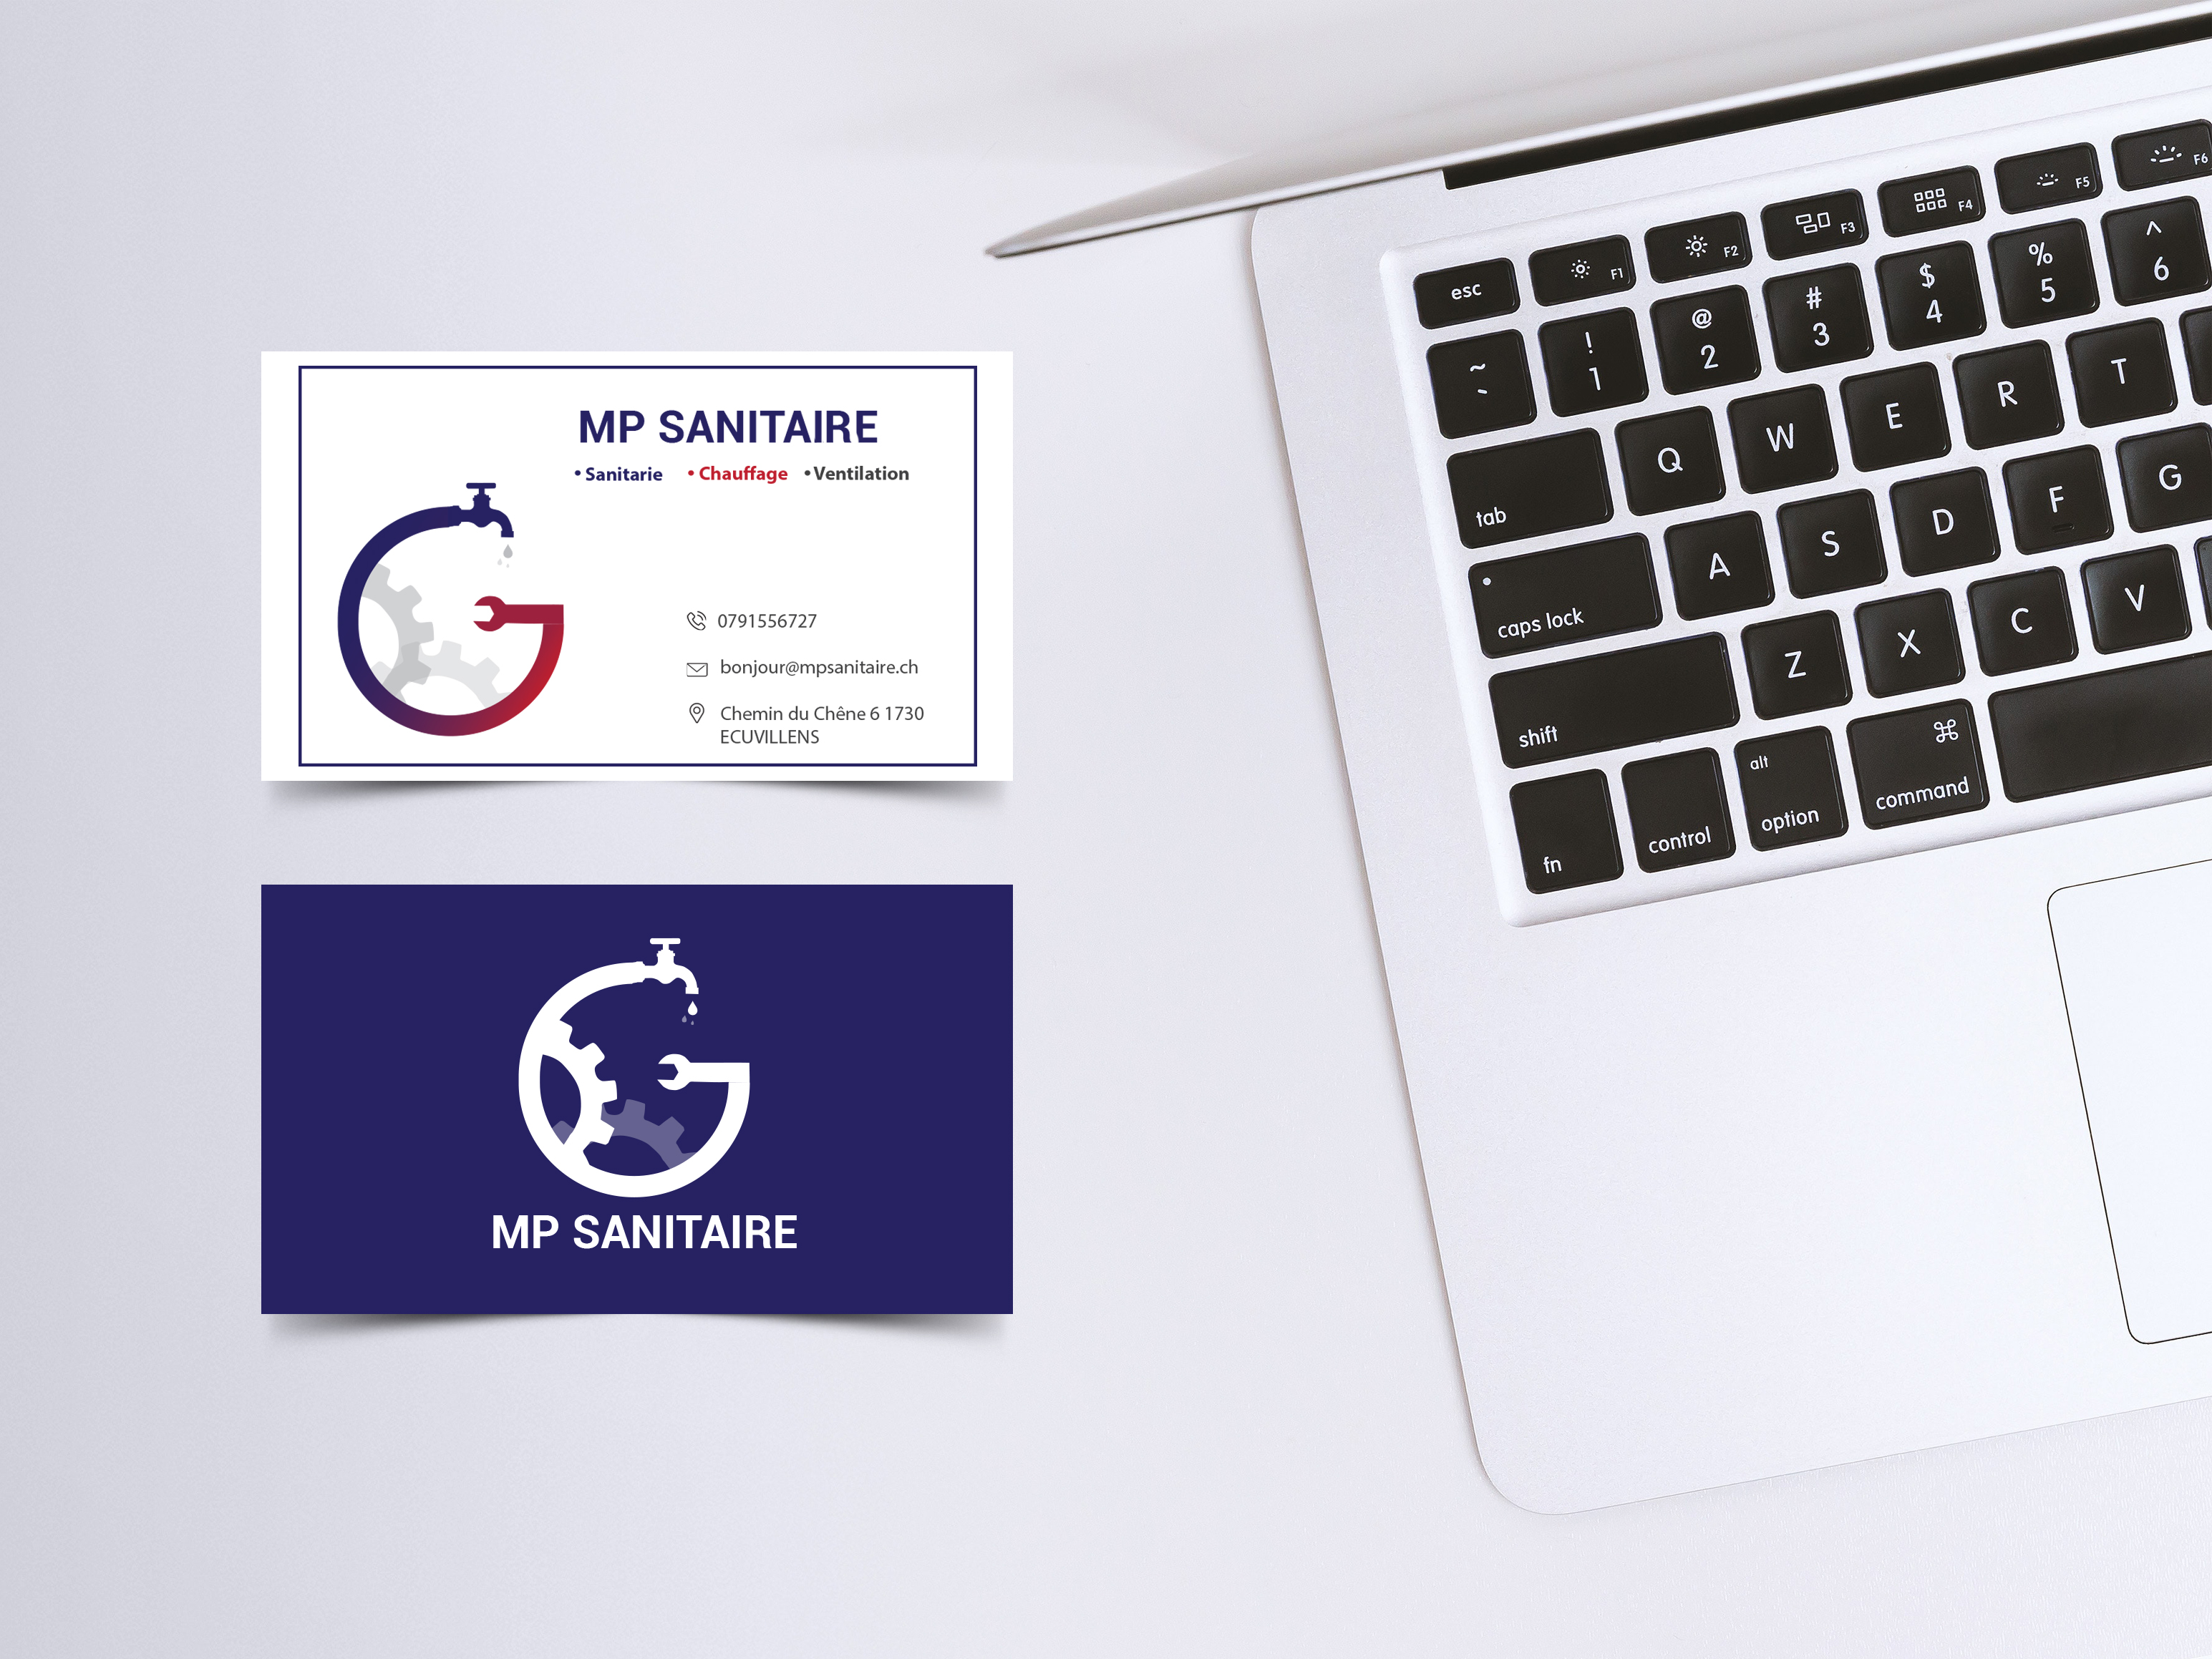 MP SANITAIRE
• Sanitarie • Chauffage • Ventilation
0791556727
bonjour@mpsanitaire.ch
Chemin du Chêne 6 1730
ECUVILLENS
MP SANITAIRE
esc F1 F2 F3 F4 F5 F6
~ ` ! 1 @ 2 # 3 $ 4 % 5 ^ 6
tab Q W E R T
caps lock A S D F G
shift Z X C V
fn control alt option ⌘ command